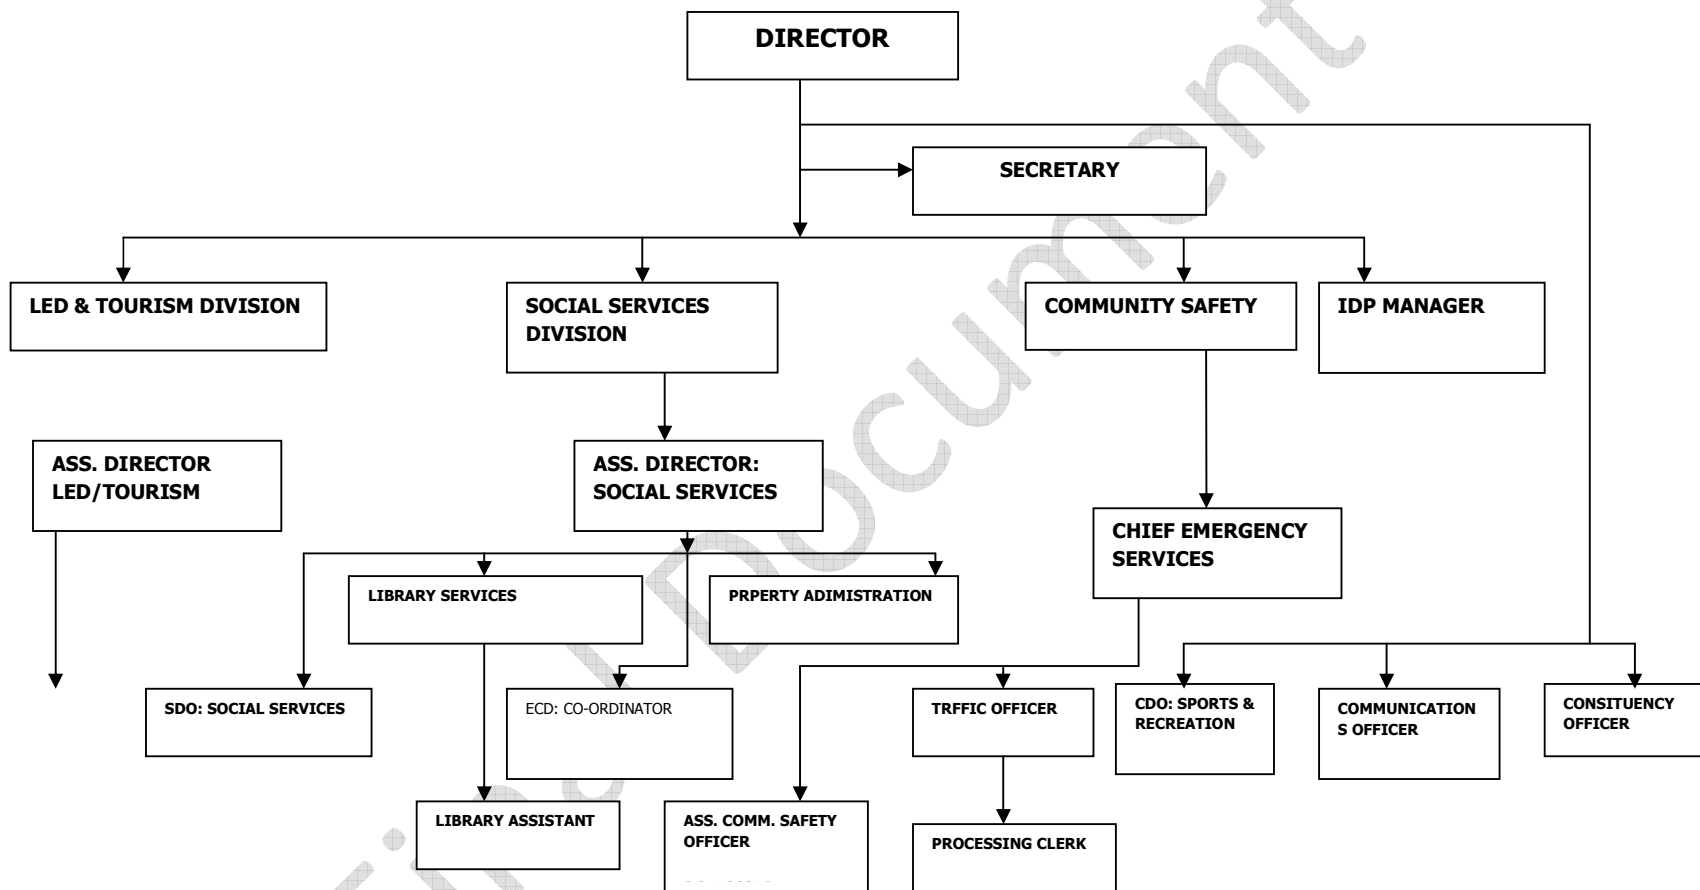 DIRECTOR
SECRETARY
LED & TOURISM DIVISION
SOCIAL SERVICES
DIVISION
COMMUNITY SAFETY
IDP MANAGER
ASS. DIRECTOR
LED/TOURISM
ASS. DIRECTOR:
SOCIAL SERVICES
CHIEF EMERGENCY
SERVICES
LIBRARY SERVICES
PRPERTY ADIMISTRATION
SDO: SOCIAL SERVICES
ECD: CO-ORDINATOR
TRFFIC OFFICER
CDO: SPORTS &
RECREATION
COMMUNICATION
S OFFICER
CONSITUENCY
OFFICER
LIBRARY ASSISTANT
ASS. COMM. SAFETY
OFFICER
PROCESSING CLERK
Final Document